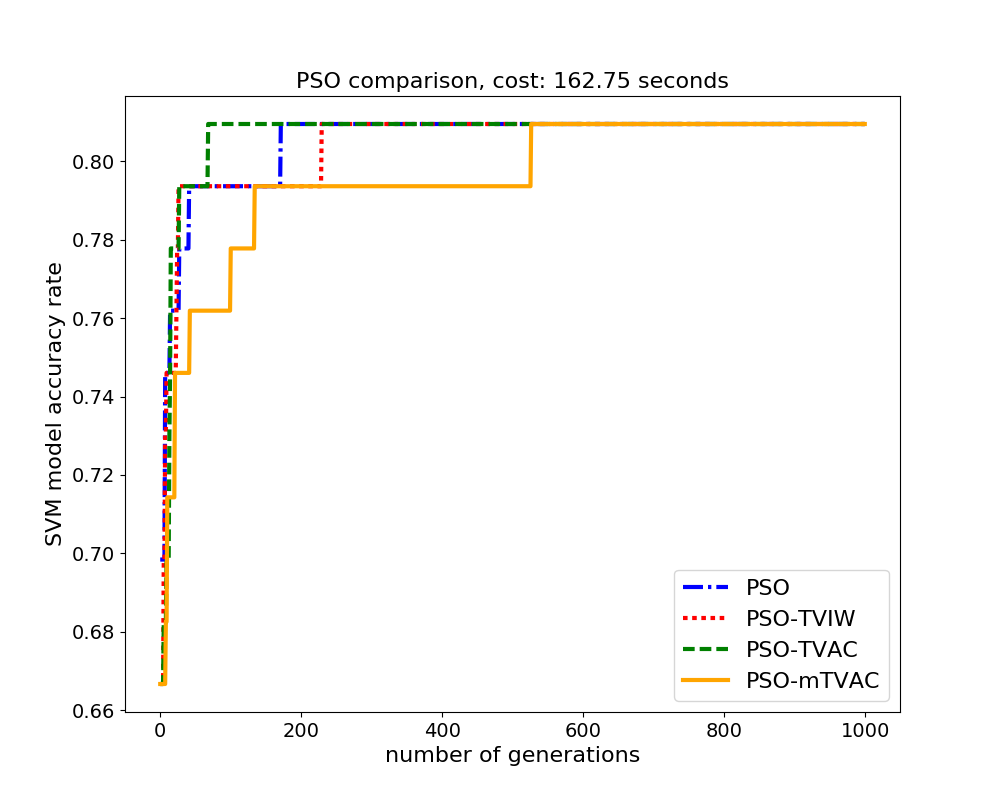 PSO comparison, cost: 162.75 seconds
SVM model accuracy rate
0.80
0.78
0.76
0.74
0.72
0.70
0.68
0.66
0 200 400 600 800 1000
number of generations
PSO
PSO-TVIW
PSO-TVAC
PSO-mTVAC